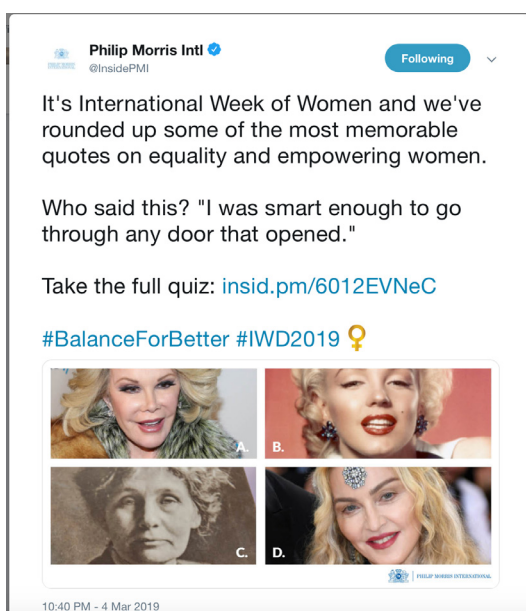 Philip Morris Intl
@InsidePMI
Following
It's International Week of Women and we've
rounded up some of the most memorable
quotes on equality and empowering women.
Who said this? "I was smart enough to go
through any door that opened."
Take the full quiz: insid.pm/6012EVNeC
#BalanceForBetter #IWD2019
A.
B.
C.
D.
PHILIP MORRIS INTERNATIONAL
10:40 PM - 4 Mar 2019